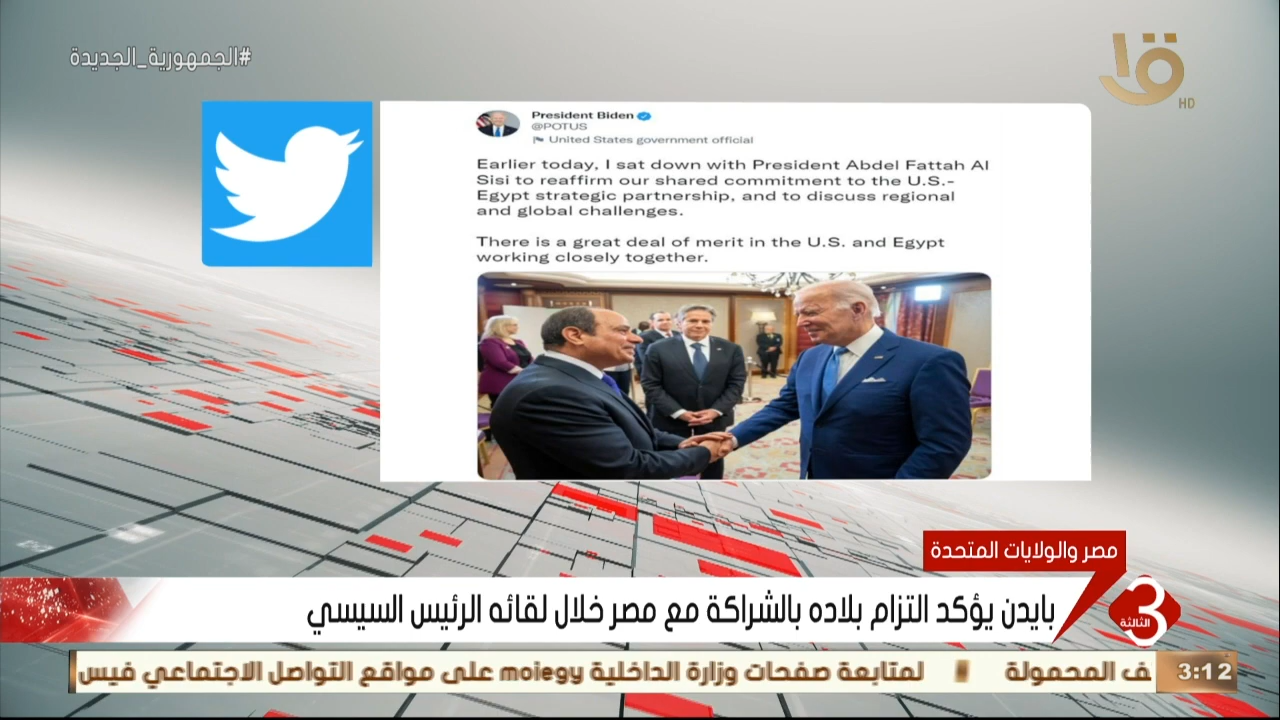 #الجمهورية_الجديدة
HD
President Biden
@POTUS
United States government official
Earlier today, I sat down with President Abdel Fattah Al
Sisi to reaffirm our shared commitment to the U.S.-
Egypt strategic partnership, and to discuss regional
and global challenges.
There is a great deal of merit in the U.S. and Egypt
working closely together.
مصر والولايات المتحدة
بايدن يؤكد التزام بلاده بالشراكة مع مصر خلال لقائه الرئيس السيسي
3 الثالثة
ف المحمولة لمتابعة صفحات وزارة الداخلية moiegy على مواقع التواصل الاجتماعي فيس
3:12